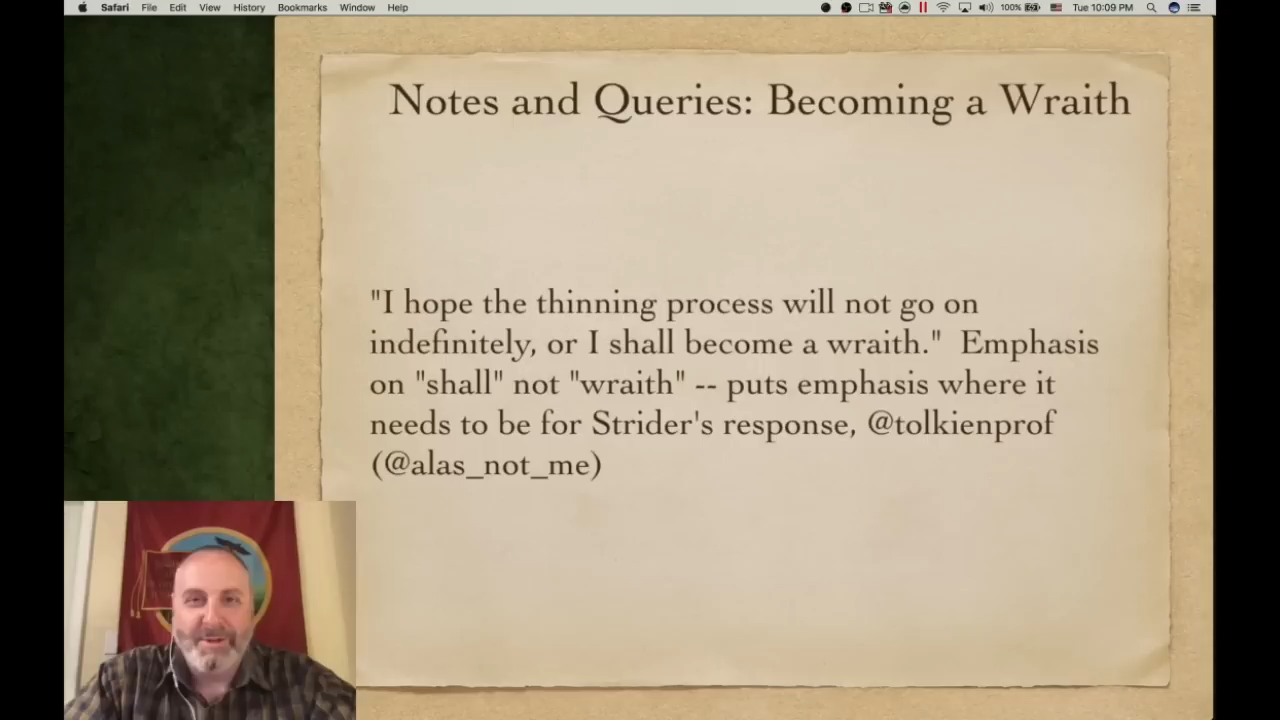 Safari File Edit View History Bookmarks Window Help 100% Tue 10:09 PM
Notes and Queries: Becoming a Wraith
"I hope the thinning process will not go on
indefinitely, or I shall become a wraith." Emphasis
on "shall" not "wraith" -- puts emphasis where it
needs to be for Strider's response, @tolkienprof
(@alas_not_me)